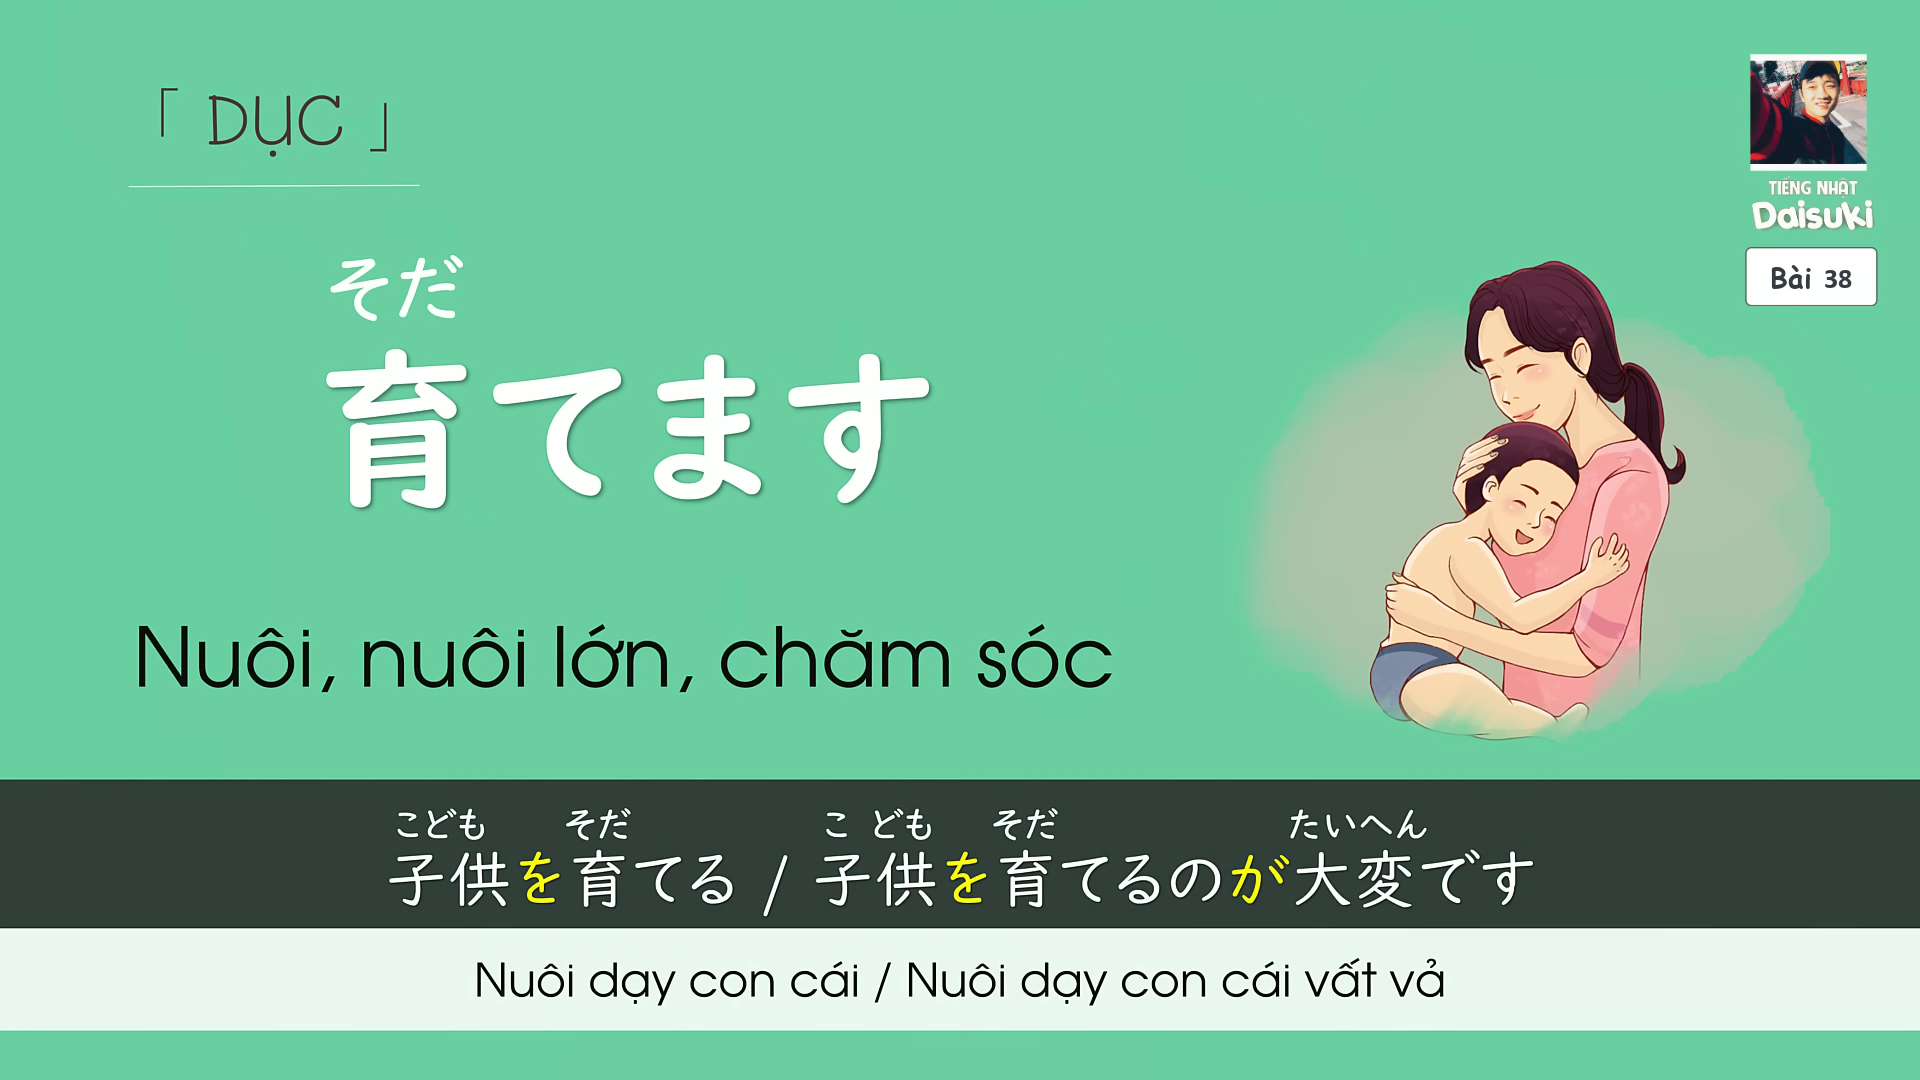 「 DỤC 」
TIẾNG NHẬT
Daisuki
Bài 38
そだ
育てます
Nuôi, nuôi lớn, chăm sóc
こども そだ こ ども そだ たいへん
子供を育てる / 子供を育てるのが大変です
Nuôi dạy con cái / Nuôi dạy con cái vất vả